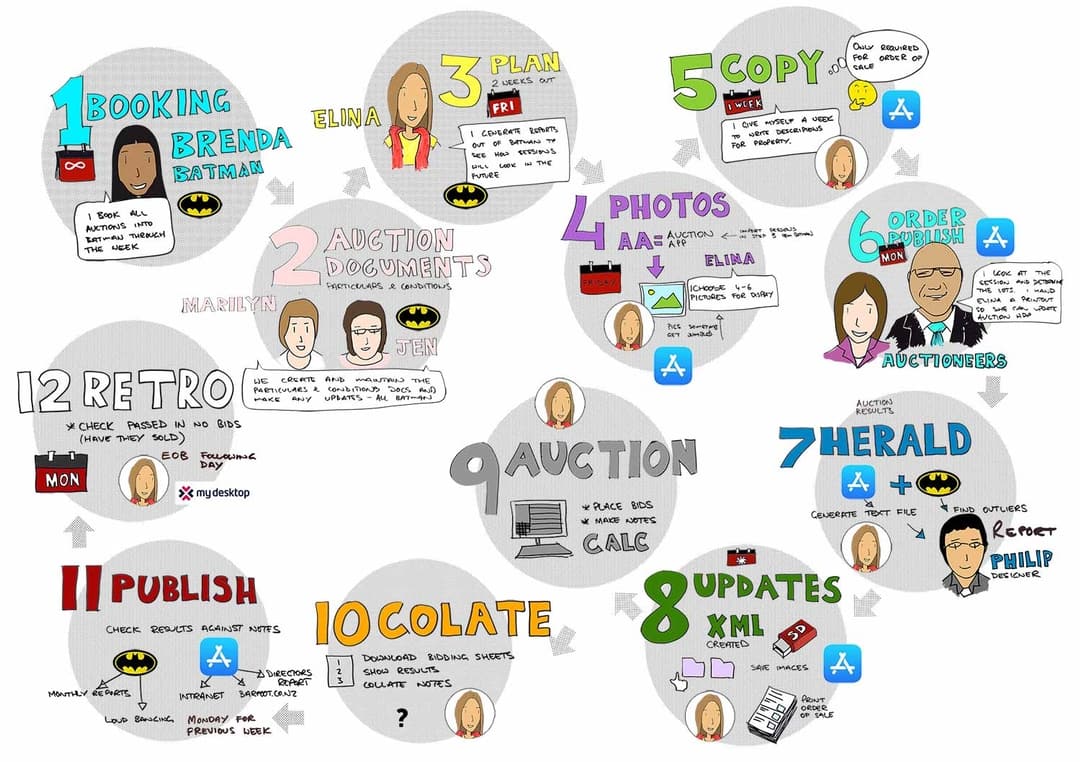 1 BOOKING
BRENDA
BATMAN
∞
I BOOK ALL
AUCTIONS INTO
BATMAN THROUGH
THE WEEK
2 AUCTION
DOCUMENTS
PARTICULARS & CONDITIONS
MARILYN
JEN
WE CREATE AND MAINTAIN THE
PARTICULARS & CONDITIONS DOCS AND
MAKE ANY UPDATES - ALL BATMAN
3 PLAN
2 WEEKS OUT
FRI
ELINA
I GENERATE REPORTS
OUT OF BATMAN TO
SEE HOW SESSIONS
WILL LOOK IN THE
FUTURE
4 PHOTOS
AA = AUCTION
APP
IMPORT SESSIONS
IN STEP 3 FROM BATMAN
ELINA
FRIDAY
I CHOOSE 4-6
PICTURES FOR DISPLAY
PICS SOMETIMES
GET JUMBLED
5 COPY
ONLY REQUIRED
FOR ORDER OF
SALE
1 WEEK
I GIVE MYSELF A WEEK
TO WRITE DESCRIPTIONS
FOR PROPERTY.
6 ORDER
PUBLISH
MON
I LOOK AT THE
SESSION AND DETERMINE
THE LOTS. I HAND
ELINA A PRINTOUT
SO SHE CAN UPDATE
AUCTION APP
AUCTIONEERS
AUCTION
RESULTS
7 HERALD
+
GENERATE TEXT FILE
FIND OUTLIERS
REPORT
PHILIP
DESIGNER
8 UPDATES
XML
CREATED
SD
SAVE IMAGES
PRINT
ORDER
OF SALE
9 AUCTION
* PLACE BIDS
* MAKE NOTES
CALC
10 COLATE
1 DOWNLOAD BIDDING SHEETS
2 SHOW RESULTS
3 COLLATE NOTES
?
11 PUBLISH
CHECK RESULTS AGAINST NOTES
MONTHLY REPORTS
LOUD BANGING
INTRANET
BARFOOT.CO.NZ
DIRECTORS
REPORT
MONDAY FOR
PREVIOUS WEEK
12 RETRO
* CHECK PASSED IN NO BIDS
(HAVE THEY SOLD)
EOB FOLLOWING
DAY
MON
my desktop